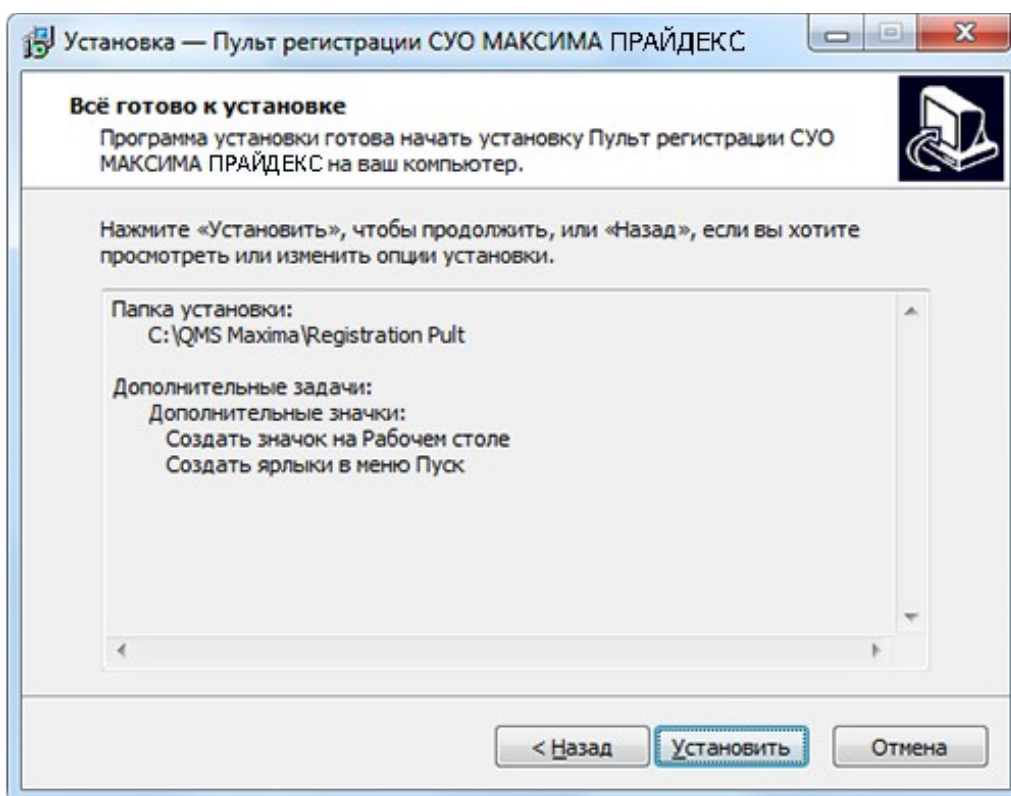 Установка — Пульт регистрации СУО МАКСИМА ПРАЙДЕКС
Всё готово к установке
Программа установки готова начать установку Пульт регистрации СУО
МАКСИМА ПРАЙДЕКС на ваш компьютер.
Нажмите «Установить», чтобы продолжить, или «Назад», если вы хотите
просмотреть или изменить опции установки.
Папка установки:
C:\QMS Maxima\Registration Pult
Дополнительные задачи:
Дополнительные значки:
Создать значок на Рабочем столе
Создать ярлыки в меню Пуск
< Назад Установить Отмена